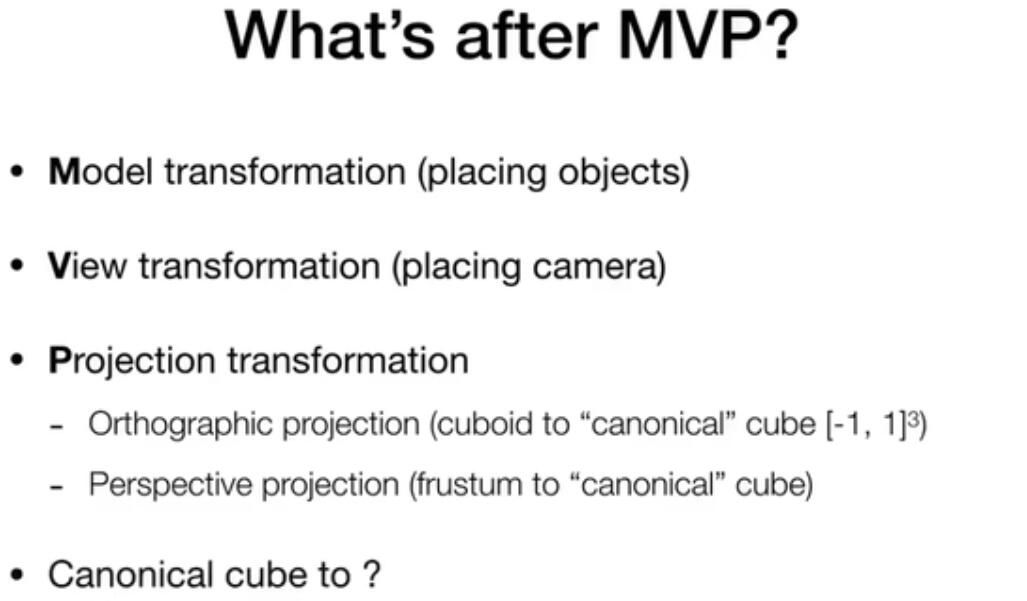 What’s after MVP?
• Model transformation (placing objects)
• View transformation (placing camera)
• Projection transformation
- Orthographic projection (cuboid to “canonical” cube [-1, 1]³)
- Perspective projection (frustum to “canonical” cube)
• Canonical cube to ?